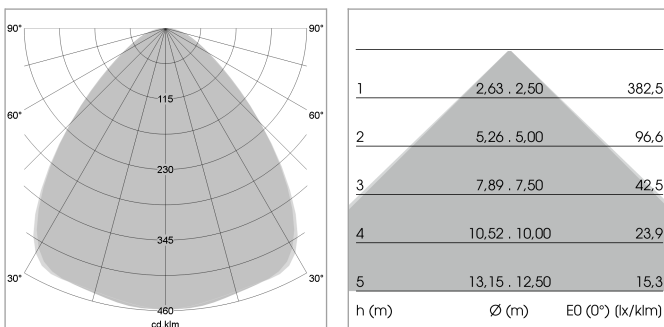 90° 90°
115
60° 60°
230
345
30° 30°
460
cd klm
1 2,63 . 2,50 382,5
2 5,26 . 5,00 96,6
3 7,89 . 7,50 42,5
4 10,52 . 10,00 23,9
5 13,15 . 12,50 15,3
h (m) Ø (m) E0 (0°) [lx/klm]